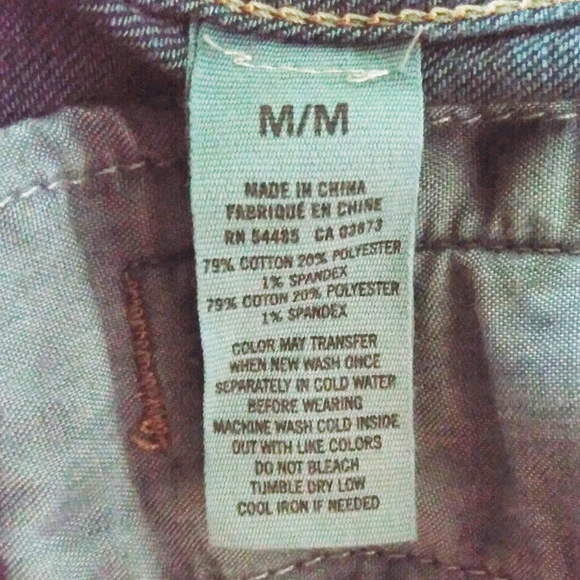 M/M
MADE IN CHINA
FABRIQUÉ EN CHINE
RN 54485 CA 03673
79% COTTON 20% POLYESTER
1% SPANDEX
79% COTON 20% POLYESTER
1% SPANDEX
COLOR MAY TRANSFER
WHEN NEW WASH ONCE
SEPARATELY IN COLD WATER
BEFORE WEARING
MACHINE WASH COLD INSIDE
OUT WITH LIKE COLORS
DO NOT BLEACH
TUMBLE DRY LOW
COOL IRON IF NEEDED